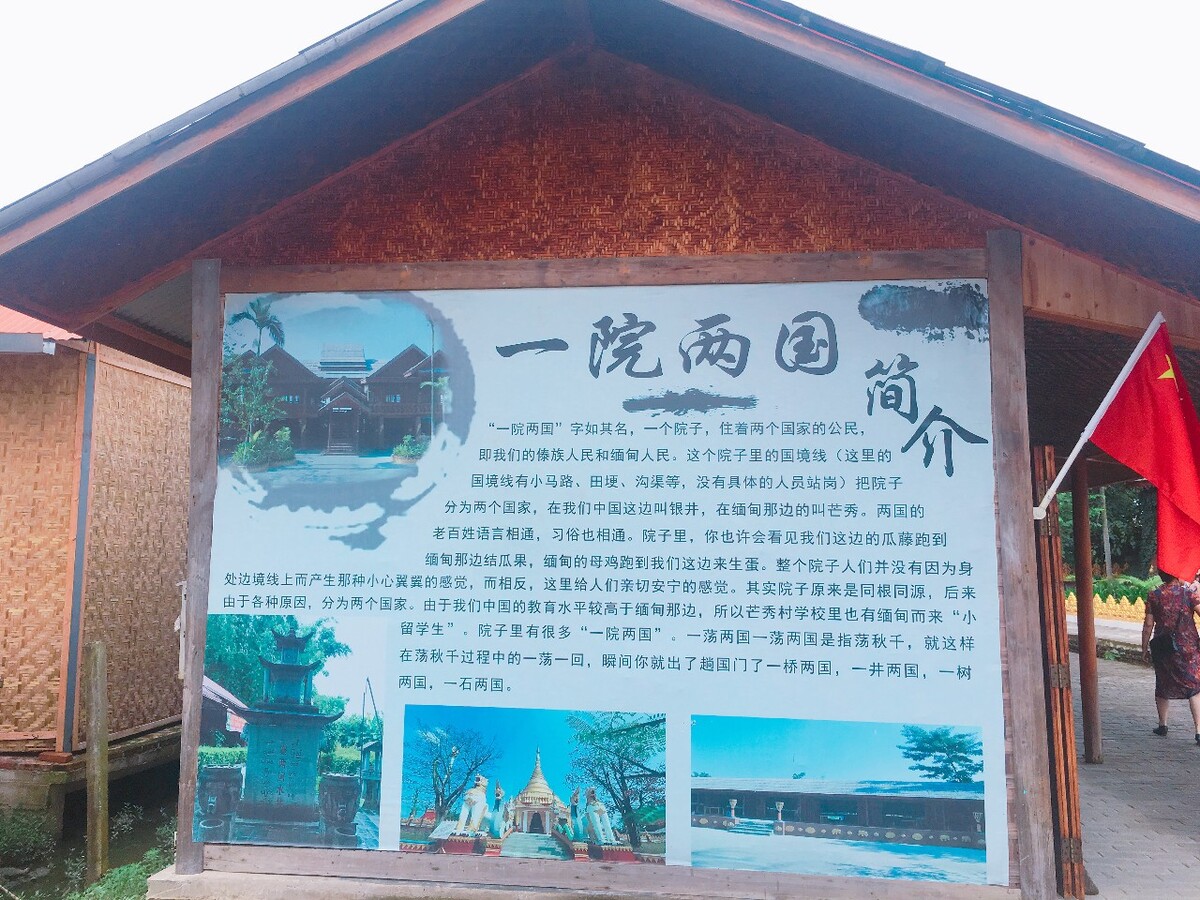 一院两国
简介
“一院两国”字如其名，一个院子，住着两个国家的公民，
即我们的傣族人民和缅甸人民。这个院子里的国境线（这里的
国境线有小马路、田埂、沟渠等，没有具体的人员站岗）把院子
分为两个国家，在我们中国这边叫银井，在缅甸那边的叫芒秀。两国的
老百姓语言相通，习俗也相通。院子里，你也许会看见我们这边的瓜藤跑到
缅甸那边结瓜果，缅甸的母鸡跑到我们这边来生蛋。整个院子人们并没有因为身
处边境线上而产生那种小心翼翼的感觉，而相反，这里给人们亲切安宁的感觉。其实院子原来是同根同源，后来
由于各种原因，分为两个国家。由于我们中国的教育水平较高于缅甸那边，所以芒秀村学校里也有缅甸而来“小
留学生”。院子里有很多“一院两国”。一荡两国一荡两国是指荡秋千，就这样
在荡秋千过程中的一荡一回，瞬间你就出了趟国门了一桥两国，一井两国，一树
两国，一石两国。